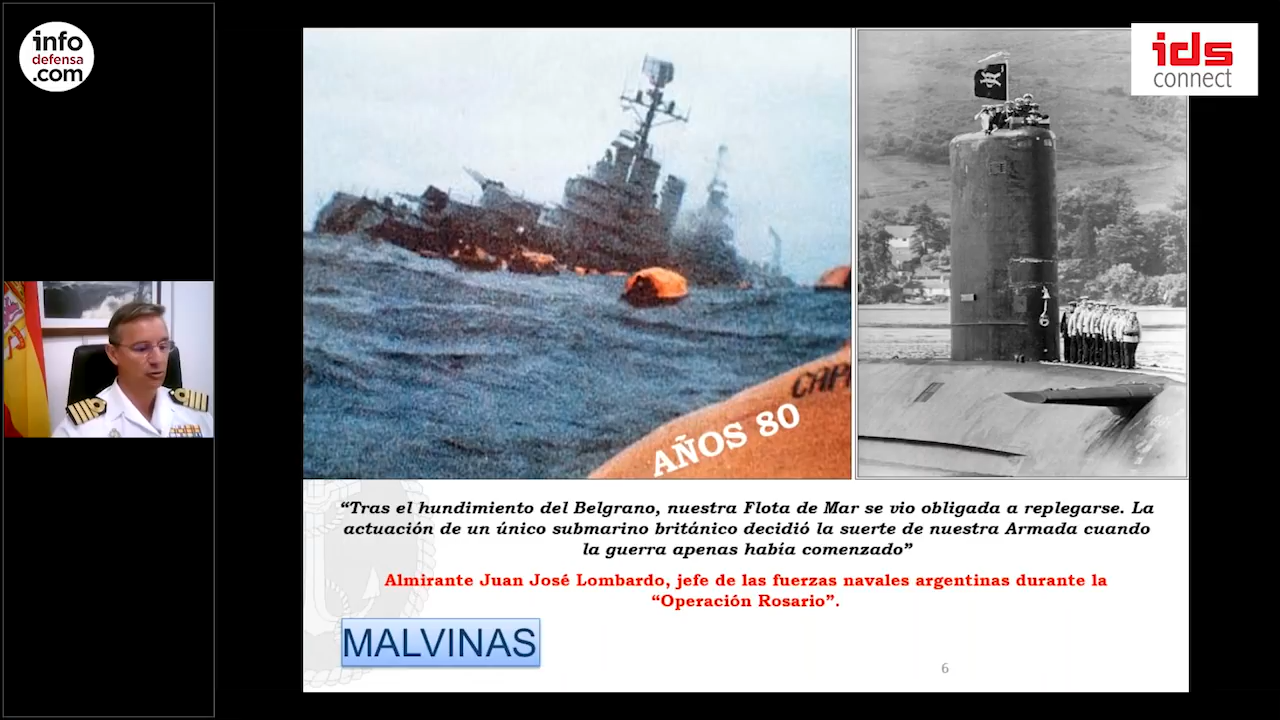 info
defensa
.com
ids
connect
CAP
AÑOS 80
“Tras el hundimiento del Belgrano, nuestra Flota de Mar se vio obligada a replegarse. La
actuación de un único submarino británico decidió la suerte de nuestra Armada cuando
la guerra apenas había comenzado”
Almirante Juan José Lombardo, jefe de las fuerzas navales argentinas durante la
“Operación Rosario”.
MALVINAS
6